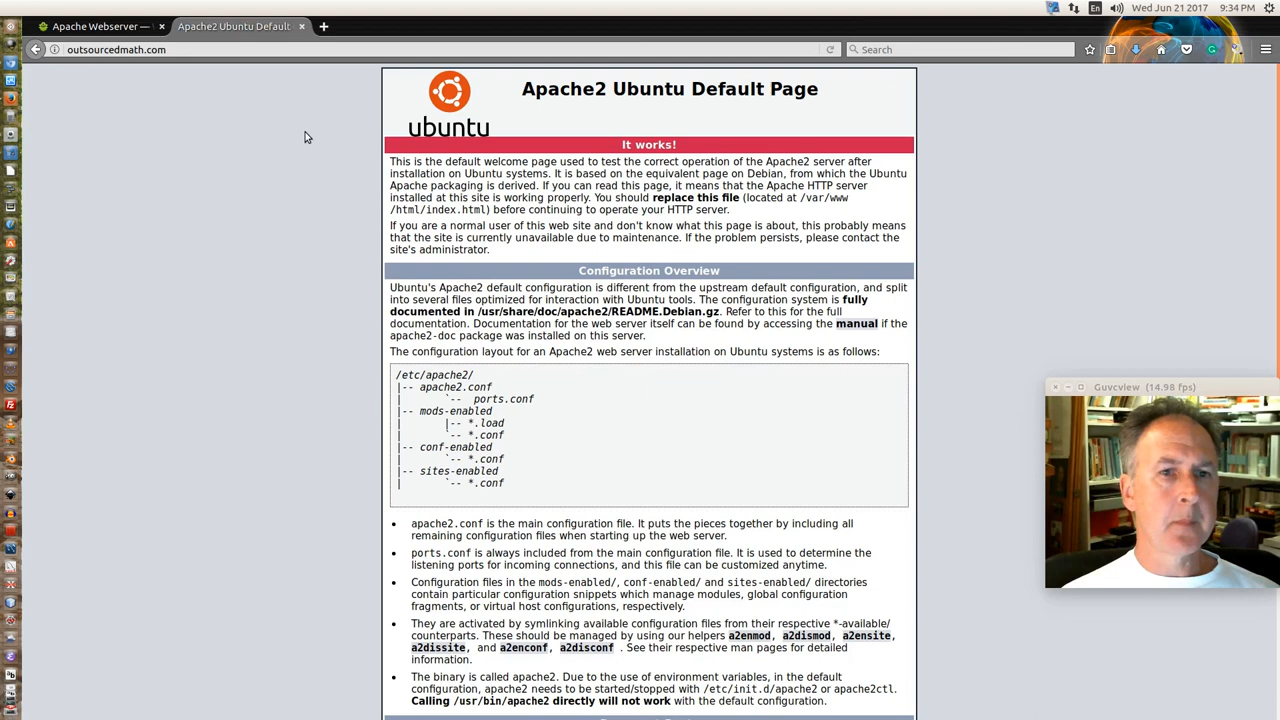 En
Wed Jun 21 2017
9:34 PM
Apache Webserver —
Apache2 Ubuntu Default
outsourcedmath.com
Search
ubuntu
Apache2 Ubuntu Default Page
It works!
This is the default welcome page used to test the correct operation of the Apache2 server after
installation on Ubuntu systems. It is based on the equivalent page on Debian, from which the Ubuntu
Apache packaging is derived. If you can read this page, it means that the Apache HTTP server
installed at this site is working properly. You should replace this file (located at /var/www
/html/index.html) before continuing to operate your HTTP server.
If you are a normal user of this web site and don't know what this page is about, this probably means
that the site is currently unavailable due to maintenance. If the problem persists, please contact the
site's administrator.
Configuration Overview
Ubuntu's Apache2 default configuration is different from the upstream default configuration, and split
into several files optimized for interaction with Ubuntu tools. The configuration system is fully
documented in /usr/share/doc/apache2/README.Debian.gz. Refer to this for the full
documentation. Documentation for the web server itself can be found by accessing the manual if the
apache2-doc package was installed on this server.
The configuration layout for an Apache2 web server installation on Ubuntu systems is as follows:
/etc/apache2/
|-- apache2.conf
|       `--  ports.conf
|-- mods-enabled
|       |-- *.load
|       `-- *.conf
|-- conf-enabled
|       `-- *.conf
|-- sites-enabled
|       `-- *.conf
• apache2.conf is the main configuration file. It puts the pieces together by including all
remaining configuration files when starting up the web server.
• ports.conf is always included from the main configuration file. It is used to determine the
listening ports for incoming connections, and this file can be customized anytime.
• Configuration files in the mods-enabled/, conf-enabled/ and sites-enabled/ directories
contain particular configuration snippets which manage modules, global configuration
fragments, or virtual host configurations, respectively.
• They are activated by symlinking available configuration files from their respective *-available/
counterparts. These should be managed by using our helpers a2enmod, a2dismod, a2ensite,
a2dissite, and a2enconf, a2disconf . See their respective man pages for detailed
information.
• The binary is called apache2. Due to the use of environment variables, in the default
configuration, apache2 needs to be started/stopped with /etc/init.d/apache2 or apache2ctl.
Calling /usr/bin/apache2 directly will not work with the default configuration.
Guvcview (14.98 fps)